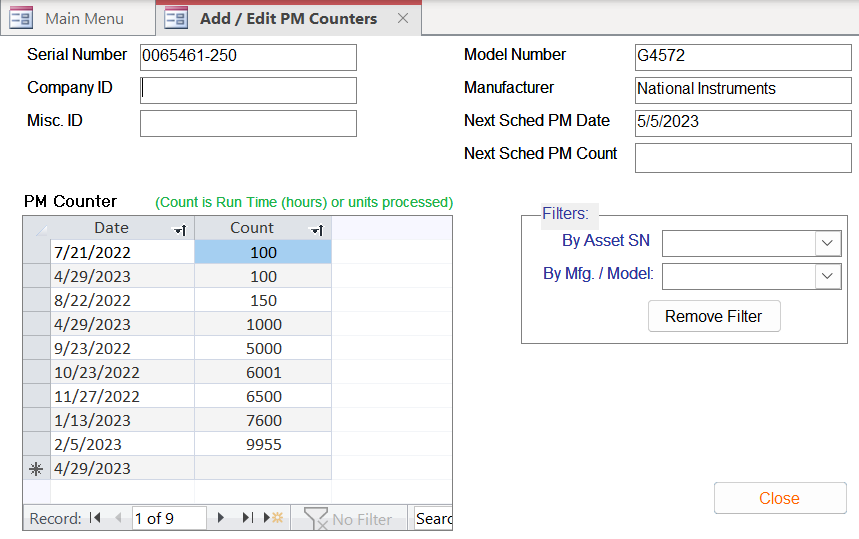 Main Menu
Add / Edit PM Counters
Serial Number 0065461-250
Model Number G4572
Company ID
Manufacturer National Instruments
Misc. ID
Next Sched PM Date 5/5/2023
Next Sched PM Count
PM Counter (Count is Run Time (hours) or units processed)
Date Count
7/21/2022 100
4/29/2023 100
8/22/2022 150
4/29/2023 1000
9/23/2022 5000
10/23/2022 6001
11/27/2022 6500
1/13/2023 7600
2/5/2023 9955
4/29/2023
Record: 1 of 9 No Filter Searc
Filters:
By Asset SN
By Mfg. / Model:
Remove Filter
Close